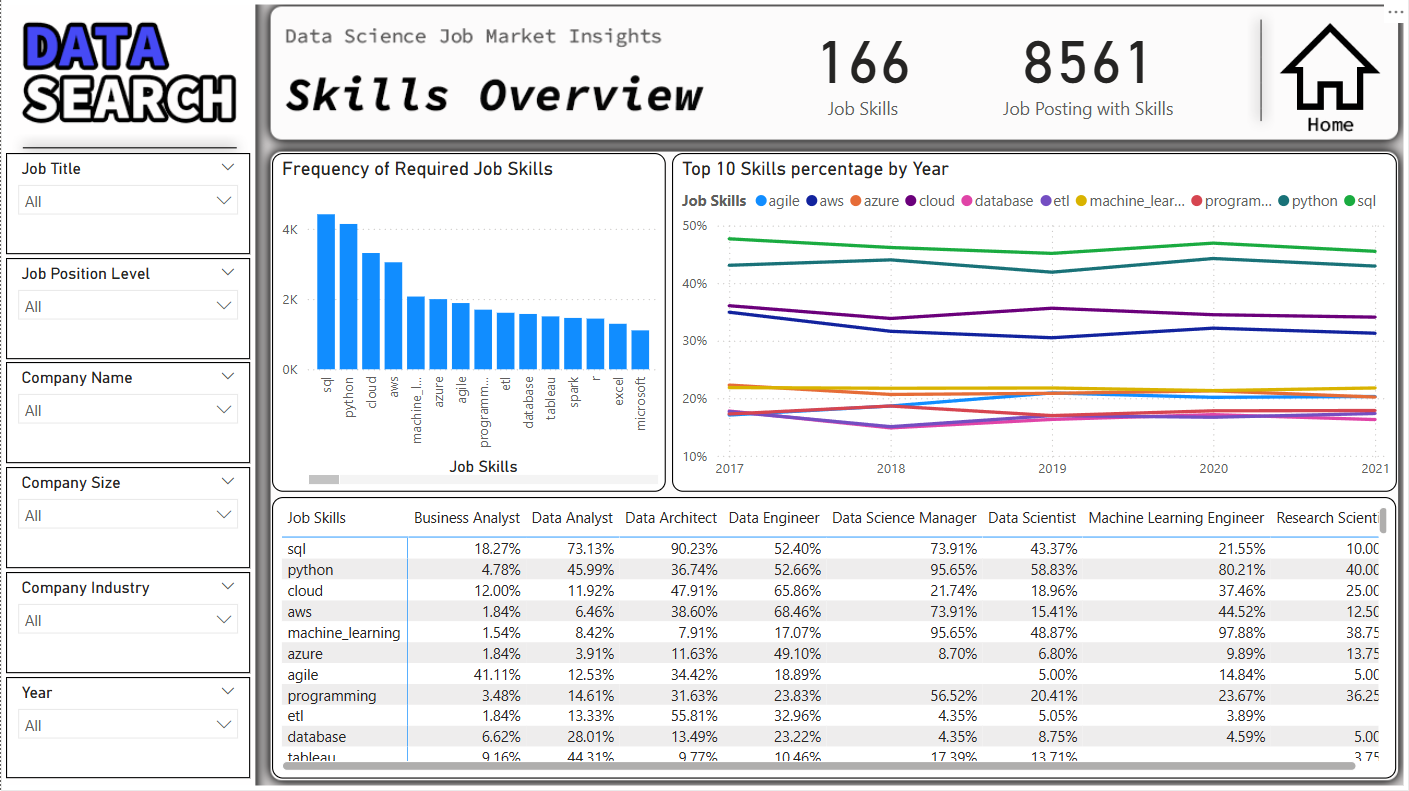 DATA
SEARCH
Data Science Job Market Insights
Skills Overview
166
Job Skills
8561
Job Posting with Skills
Home
Job Title
All
Job Position Level
All
Company Name
All
Company Size
All
Company Industry
All
Year
All
Frequency of Required Job Skills
4K
2K
0K
sql
python
cloud
aws
machine_l...
azure
agile
programm...
etl
database
tableau
spark
r
excel
microsoft
Job Skills
Top 10 Skills percentage by Year
Job Skills agile aws azure cloud database etl machine_lear... program... python sql
50%
40%
30%
20%
10%
2017 2018 2019 2020 2021
Job Skills Business Analyst Data Analyst Data Architect Data Engineer Data Science Manager Data Scientist Machine Learning Engineer Research Scienti
sql 18.27% 73.13% 90.23% 52.40% 73.91% 43.37% 21.55% 10.00
python 4.78% 45.99% 36.74% 52.66% 95.65% 58.83% 80.21% 40.00
cloud 12.00% 11.92% 47.91% 65.86% 21.74% 18.96% 37.46% 25.00
aws 1.84% 6.46% 38.60% 68.46% 73.91% 15.41% 44.52% 12.50
machine_learning 1.54% 8.42% 7.91% 17.07% 95.65% 48.87% 97.88% 38.75
azure 1.84% 3.91% 11.63% 49.10% 8.70% 6.80% 9.89% 13.75
agile 41.11% 12.53% 34.42% 18.89% 5.00% 14.84% 5.00
programming 3.48% 14.61% 31.63% 23.83% 56.52% 20.41% 23.67% 36.25
etl 1.84% 13.33% 55.81% 32.96% 4.35% 5.05% 3.89%
database 6.62% 28.01% 13.49% 23.22% 4.35% 8.75% 4.59% 5.00
tableau 9.16% 44.31% 9.77% 10.46% 17.39% 13.71% 3.75